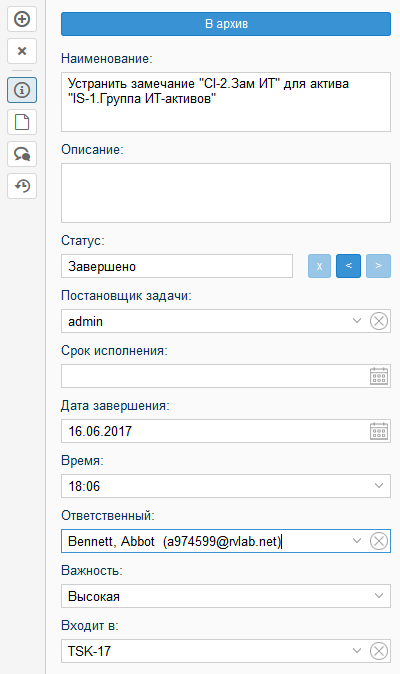 В архив
Наименование:
Устранить замечание "CI-2.Зам ИТ" для актива
"IS-1.Группа ИТ-активов"
Описание:
Статус:
Завершено
x < >
Постановщик задачи:
admin
Срок исполнения:
Дата завершения:
16.06.2017
Время:
18:06
Ответственный:
Bennett, Abbot (a974599@rvlab.net)
Важность:
Высокая
Входит в:
TSK-17